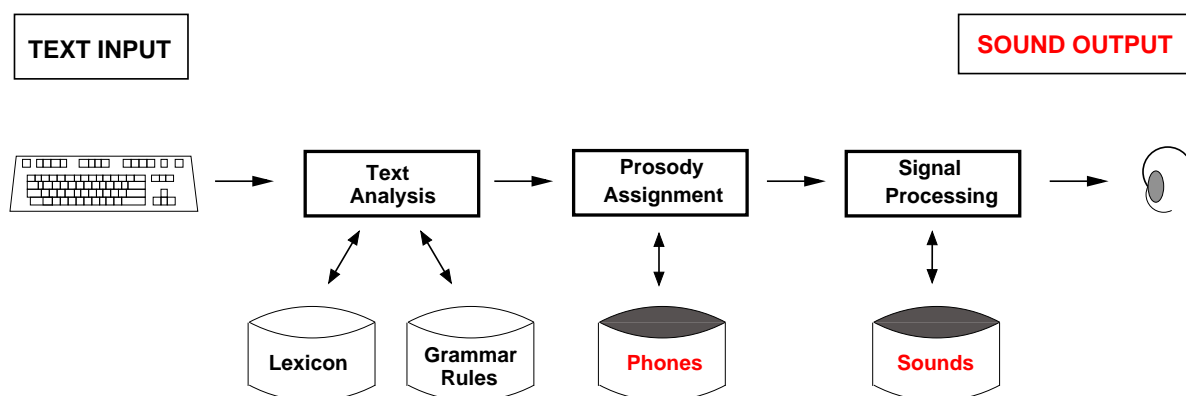 TEXT INPUT
SOUND OUTPUT
Text
Analysis
Prosody
Assignment
Signal
Processing
Lexicon
Grammar
Rules
Phones
Sounds